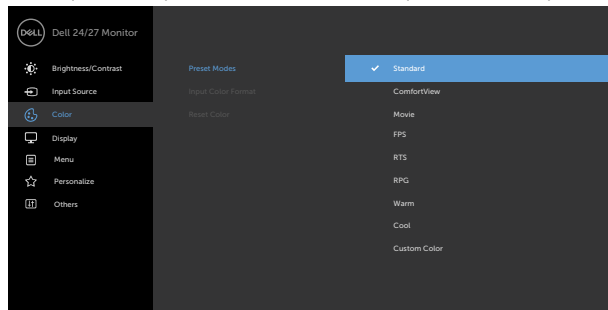 DELL
Dell 24/27 Monitor
Brightness/Contrast
Input Source
Color
Display
Menu
Personalize
Others
Preset Modes
Input Color Format
Reset Color
Standard
ComfortView
Movie
FPS
RTS
RPG
Warm
Cool
Custom Color